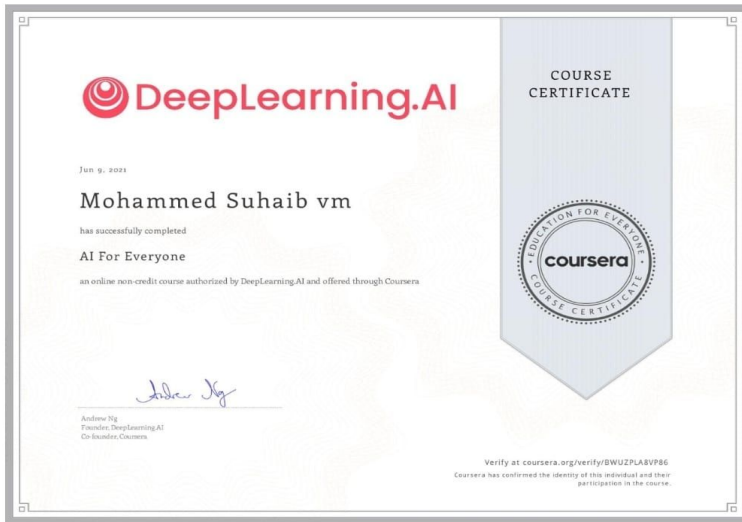 DeepLearning.AI
COURSE
CERTIFICATE
Jun 9, 2021
Mohammed Suhaib vm
has successfully completed
AI For Everyone
an online non-credit course authorized by DeepLearning.AI and offered through Coursera
EDUCATION FOR EVERYONE
coursera
COURSE CERTIFICATE
Andrew Ng
Andrew Ng
Founder, DeepLearning.AI
Co-founder, Coursera
Verify at coursera.org/verify/BWUZPLA8VP86
Coursera has confirmed the identity of this individual and their
participation in the course.